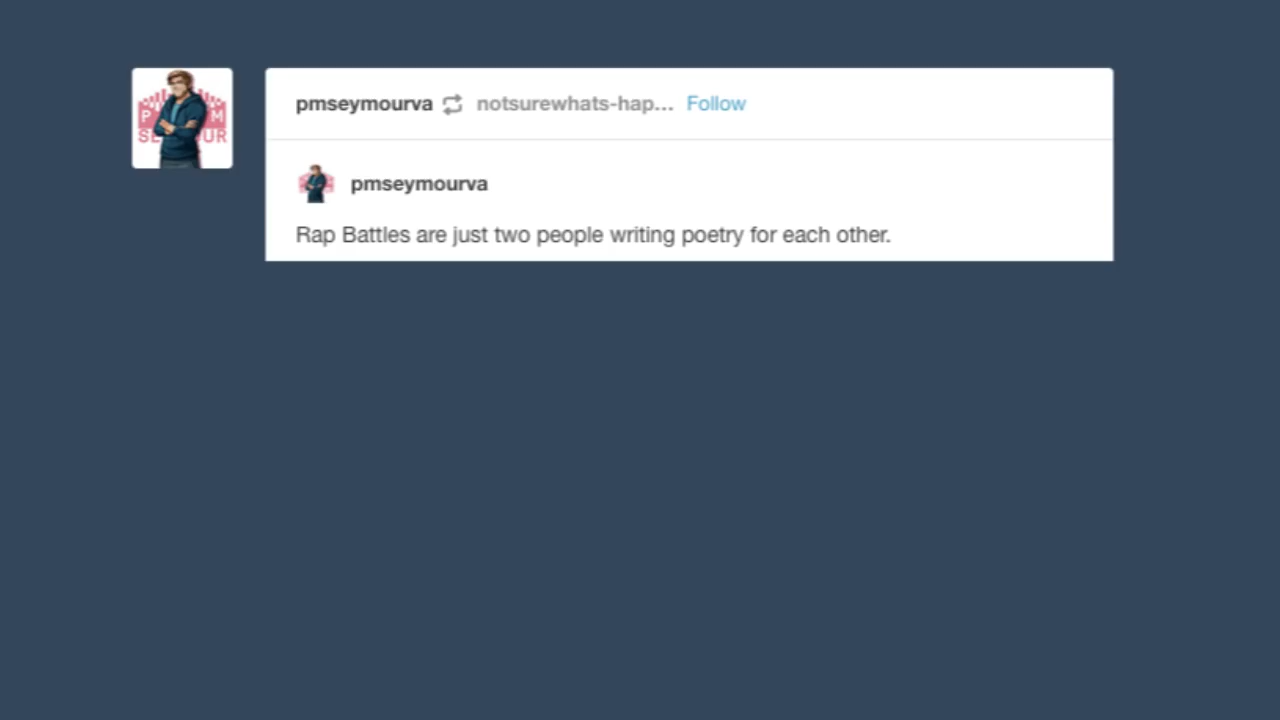 pmseymourva notsurewhats-hap... Follow
pmseymourva
Rap Battles are just two people writing poetry for each other.